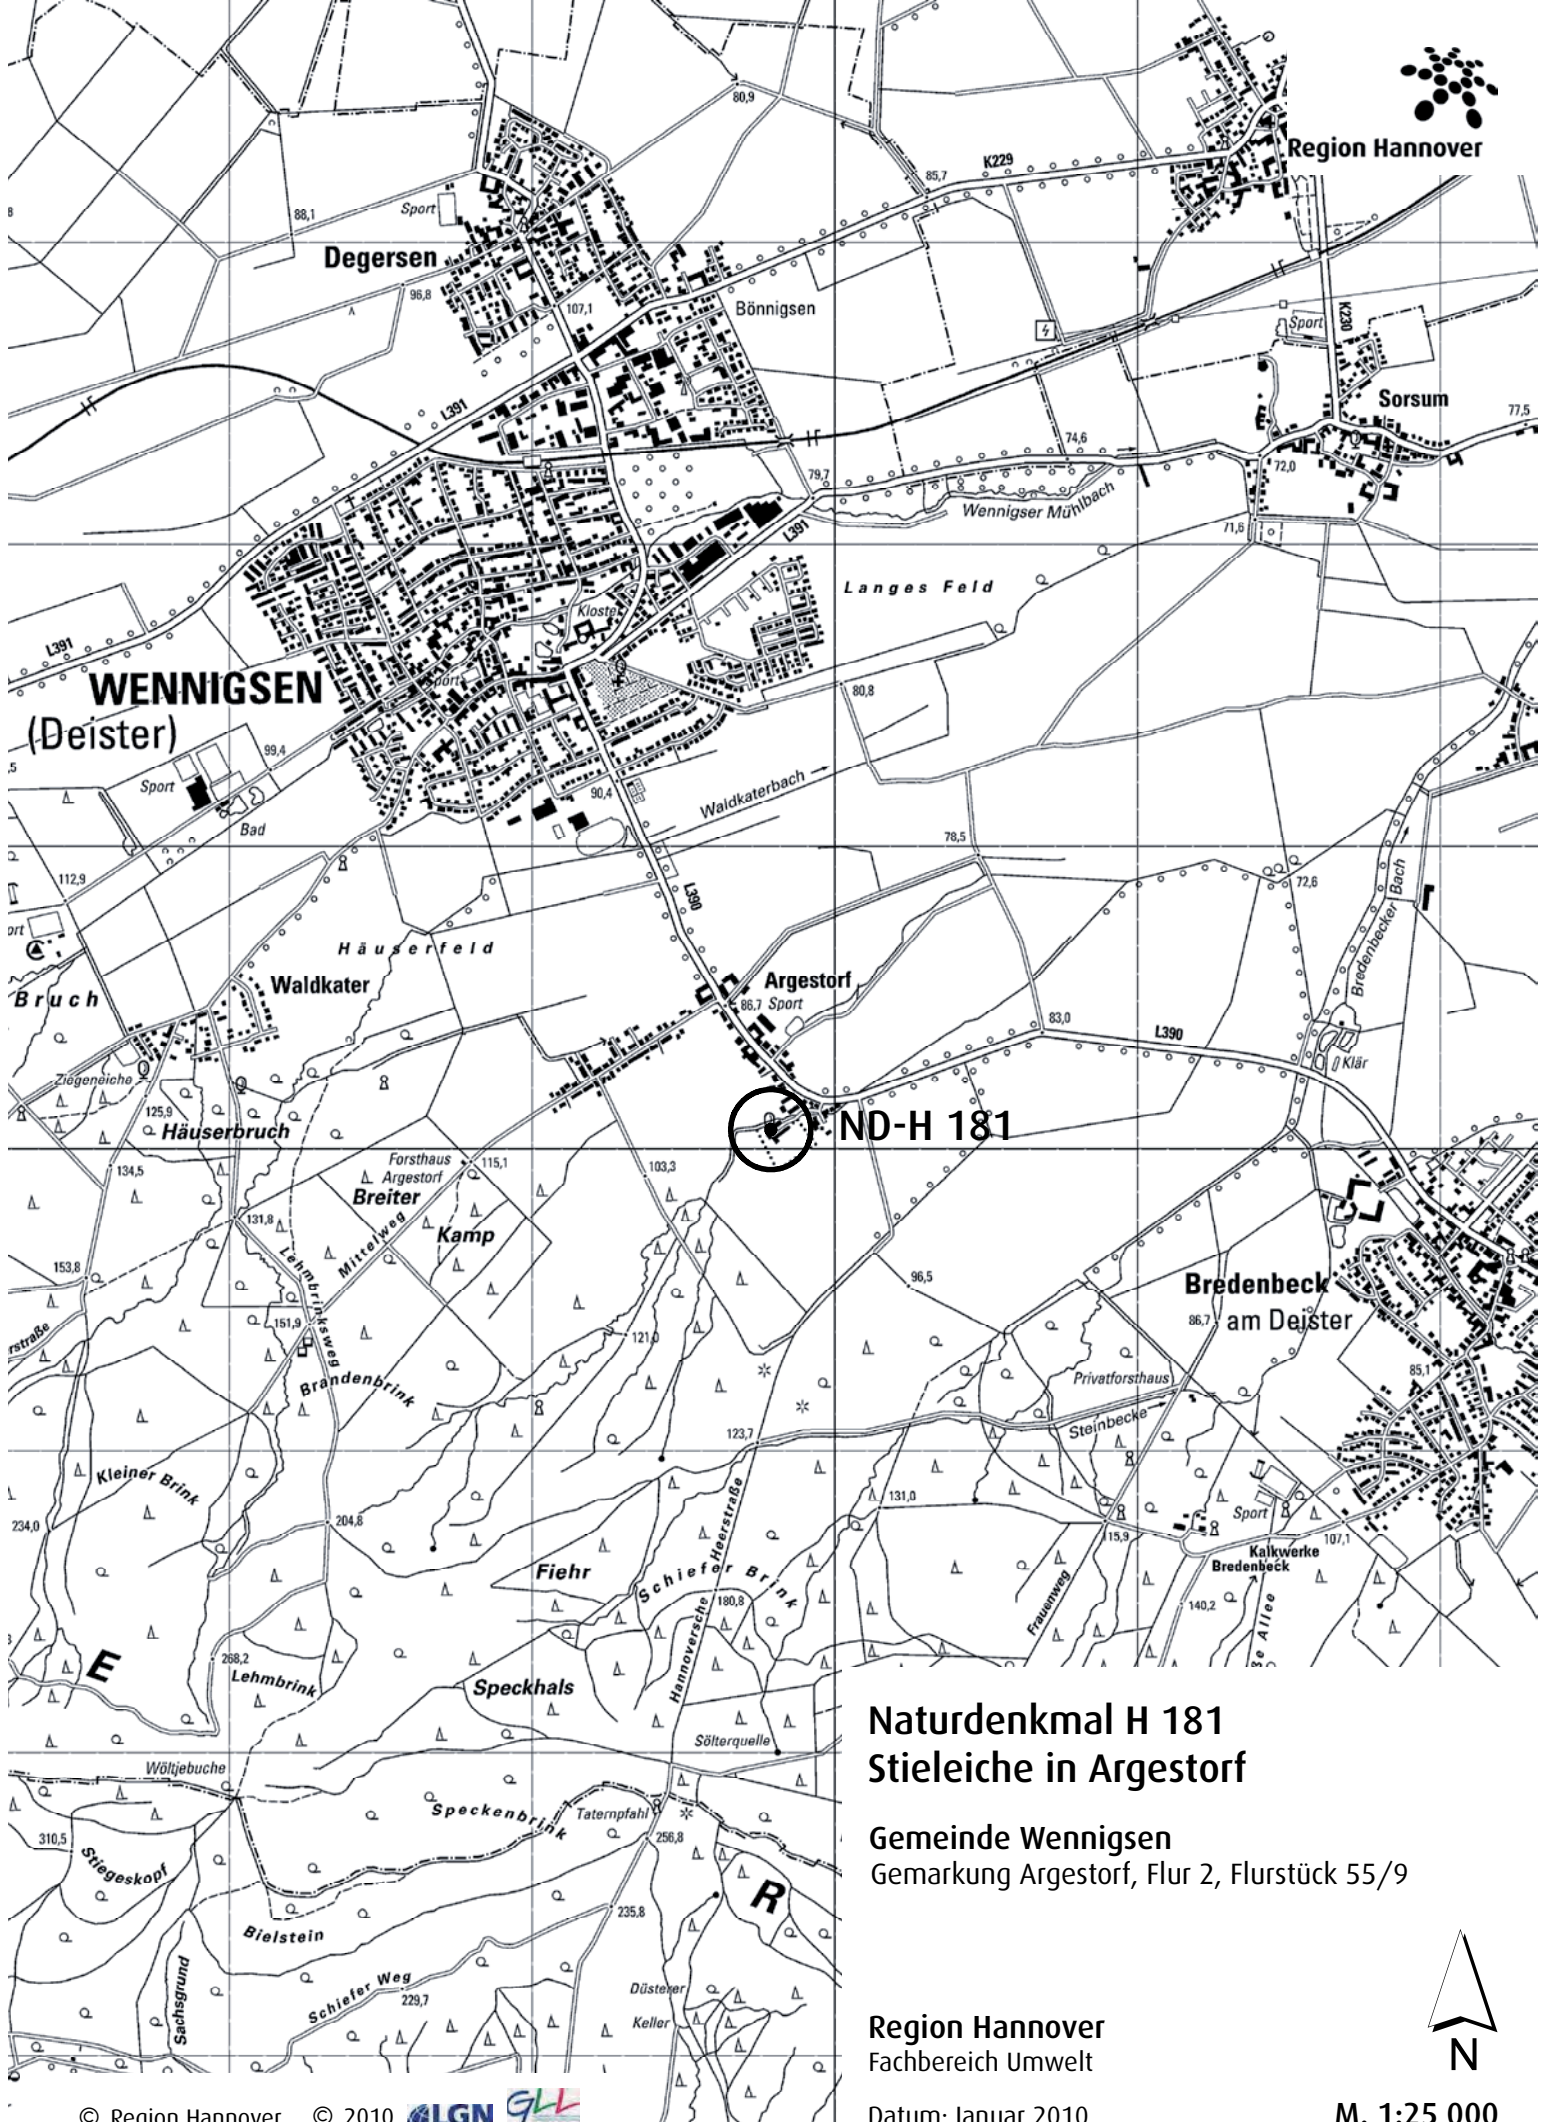 80,9
Region Hannover
K229
85,7
88,1
Sport
Degersen
96,8
107,1
Bönnigsen
K230
Sport
Sorsum
77,5
L391
74,6
79,7
72,0
Wennigser Mühlbach
71,6
L391
Langes Feld
Kloster
L391
WENNIGSEN
(Deister)
Sport
80,8
99,4
Sport
Bad
90,4
Waldkaterbach
78,5
112,9
72,6
L390
Bredenbecker Bach
Häuserfeld
Waldkater
Argestorf
86,7 Sport
Bruch
83,0
L390
Klär
Ziegeneiche
125,9
Häuserbruch
ND-H 181
134,5
Forsthaus
Argestorf
115,1
103,3
Breiter
Kamp
Mittelweg
131,8
Lehmbrinksweg
153,8
96,5
Bredenbeck
am Deister
86,7
151,9
121,0
rstraße
Brandenbrink
Privatforsthaus
85,1
Steinbecke
123,7
Kleiner Brink
234,0
204,8
131,0
Sport
115,9
107,1
Kalkwerke
Bredenbeck
Fiehr
Schiefer Brink
180,8
Hannoversche Heerstraße
Frauenweg
140,2
ße Allee
E
268,2
Lehmbrink
Speckhals
Sölterquelle
Naturdenkmal H 181
Stieleiche in Argestorf
Wöltjebuche
Speckenbrink
Taternpfahl
256,8
310,5
Stiegeskopf
Gemeinde Wennigsen
Gemarkung Argestorf, Flur 2, Flurstück 55/9
R
235,8
Bielstein
Sachsgrund
Schiefer Weg
229,7
Düsterer
Keller
Region Hannover
Fachbereich Umwelt
N
© Region Hannover © 2010 LGN GLL
Datum: Januar 2010
M. 1:25 000